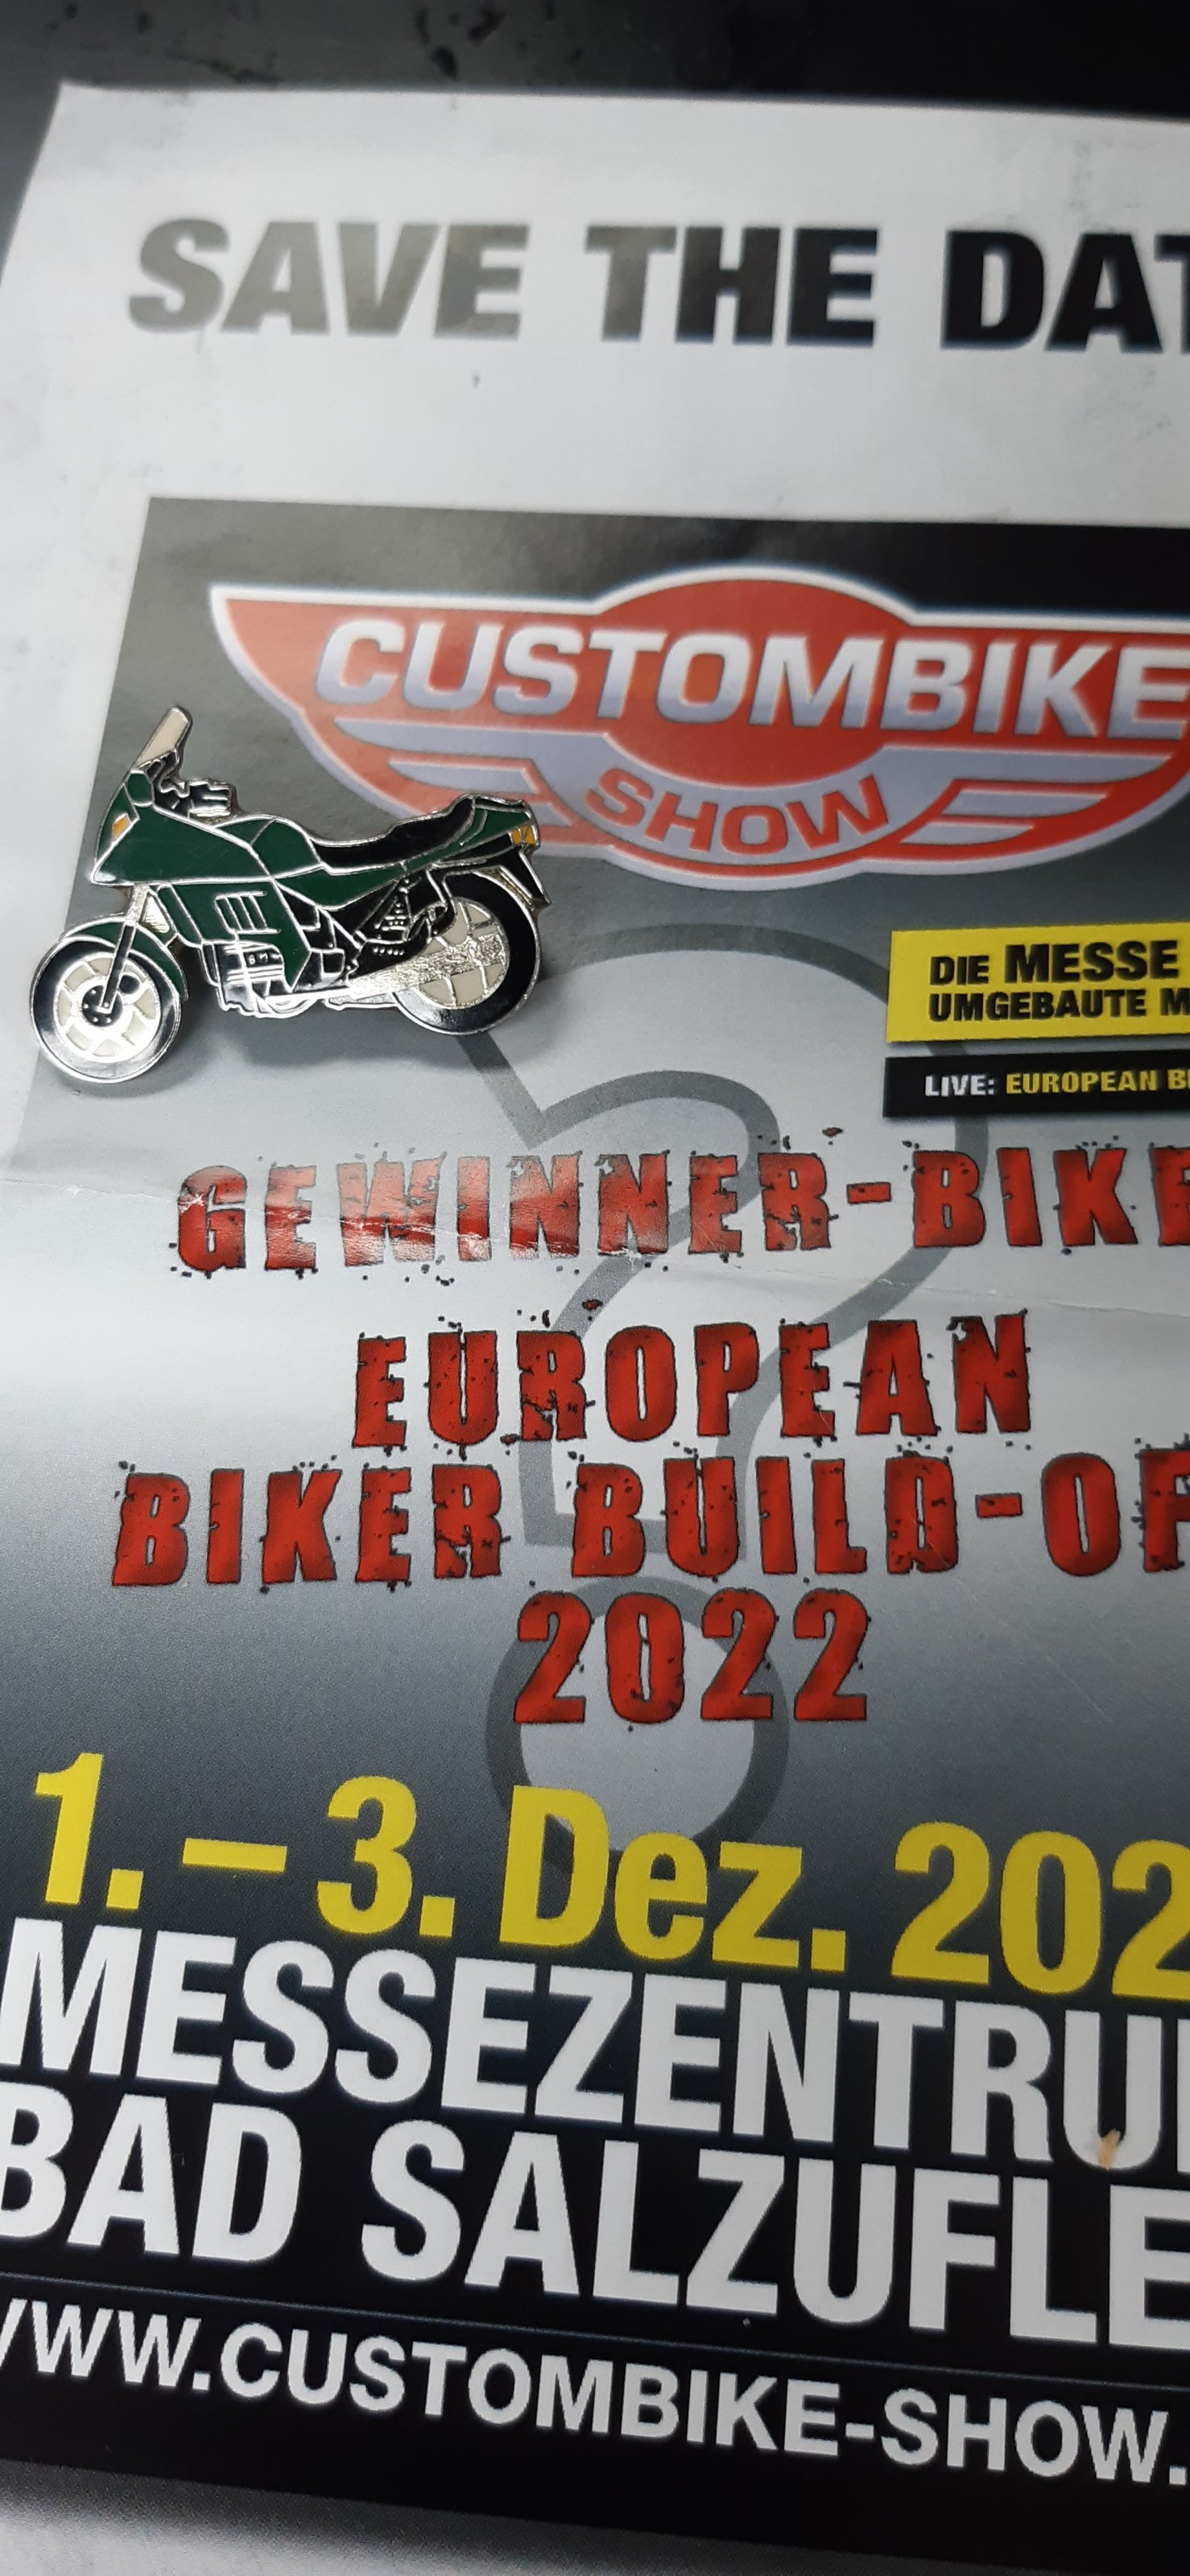 SAVE THE DAT
CUSTOMBIKE
SHOW
DIE MESSE
UMGEBAUTE M
LIVE: EUROPEAN BI
GEWINNER-BIKE
EUROPEAN
BIKER BUILD-OF
2022
1. – 3. Dez. 202
MESSEZENTRU
BAD SALZUFLE
WWW.CUSTOMBIKE-SHOW.